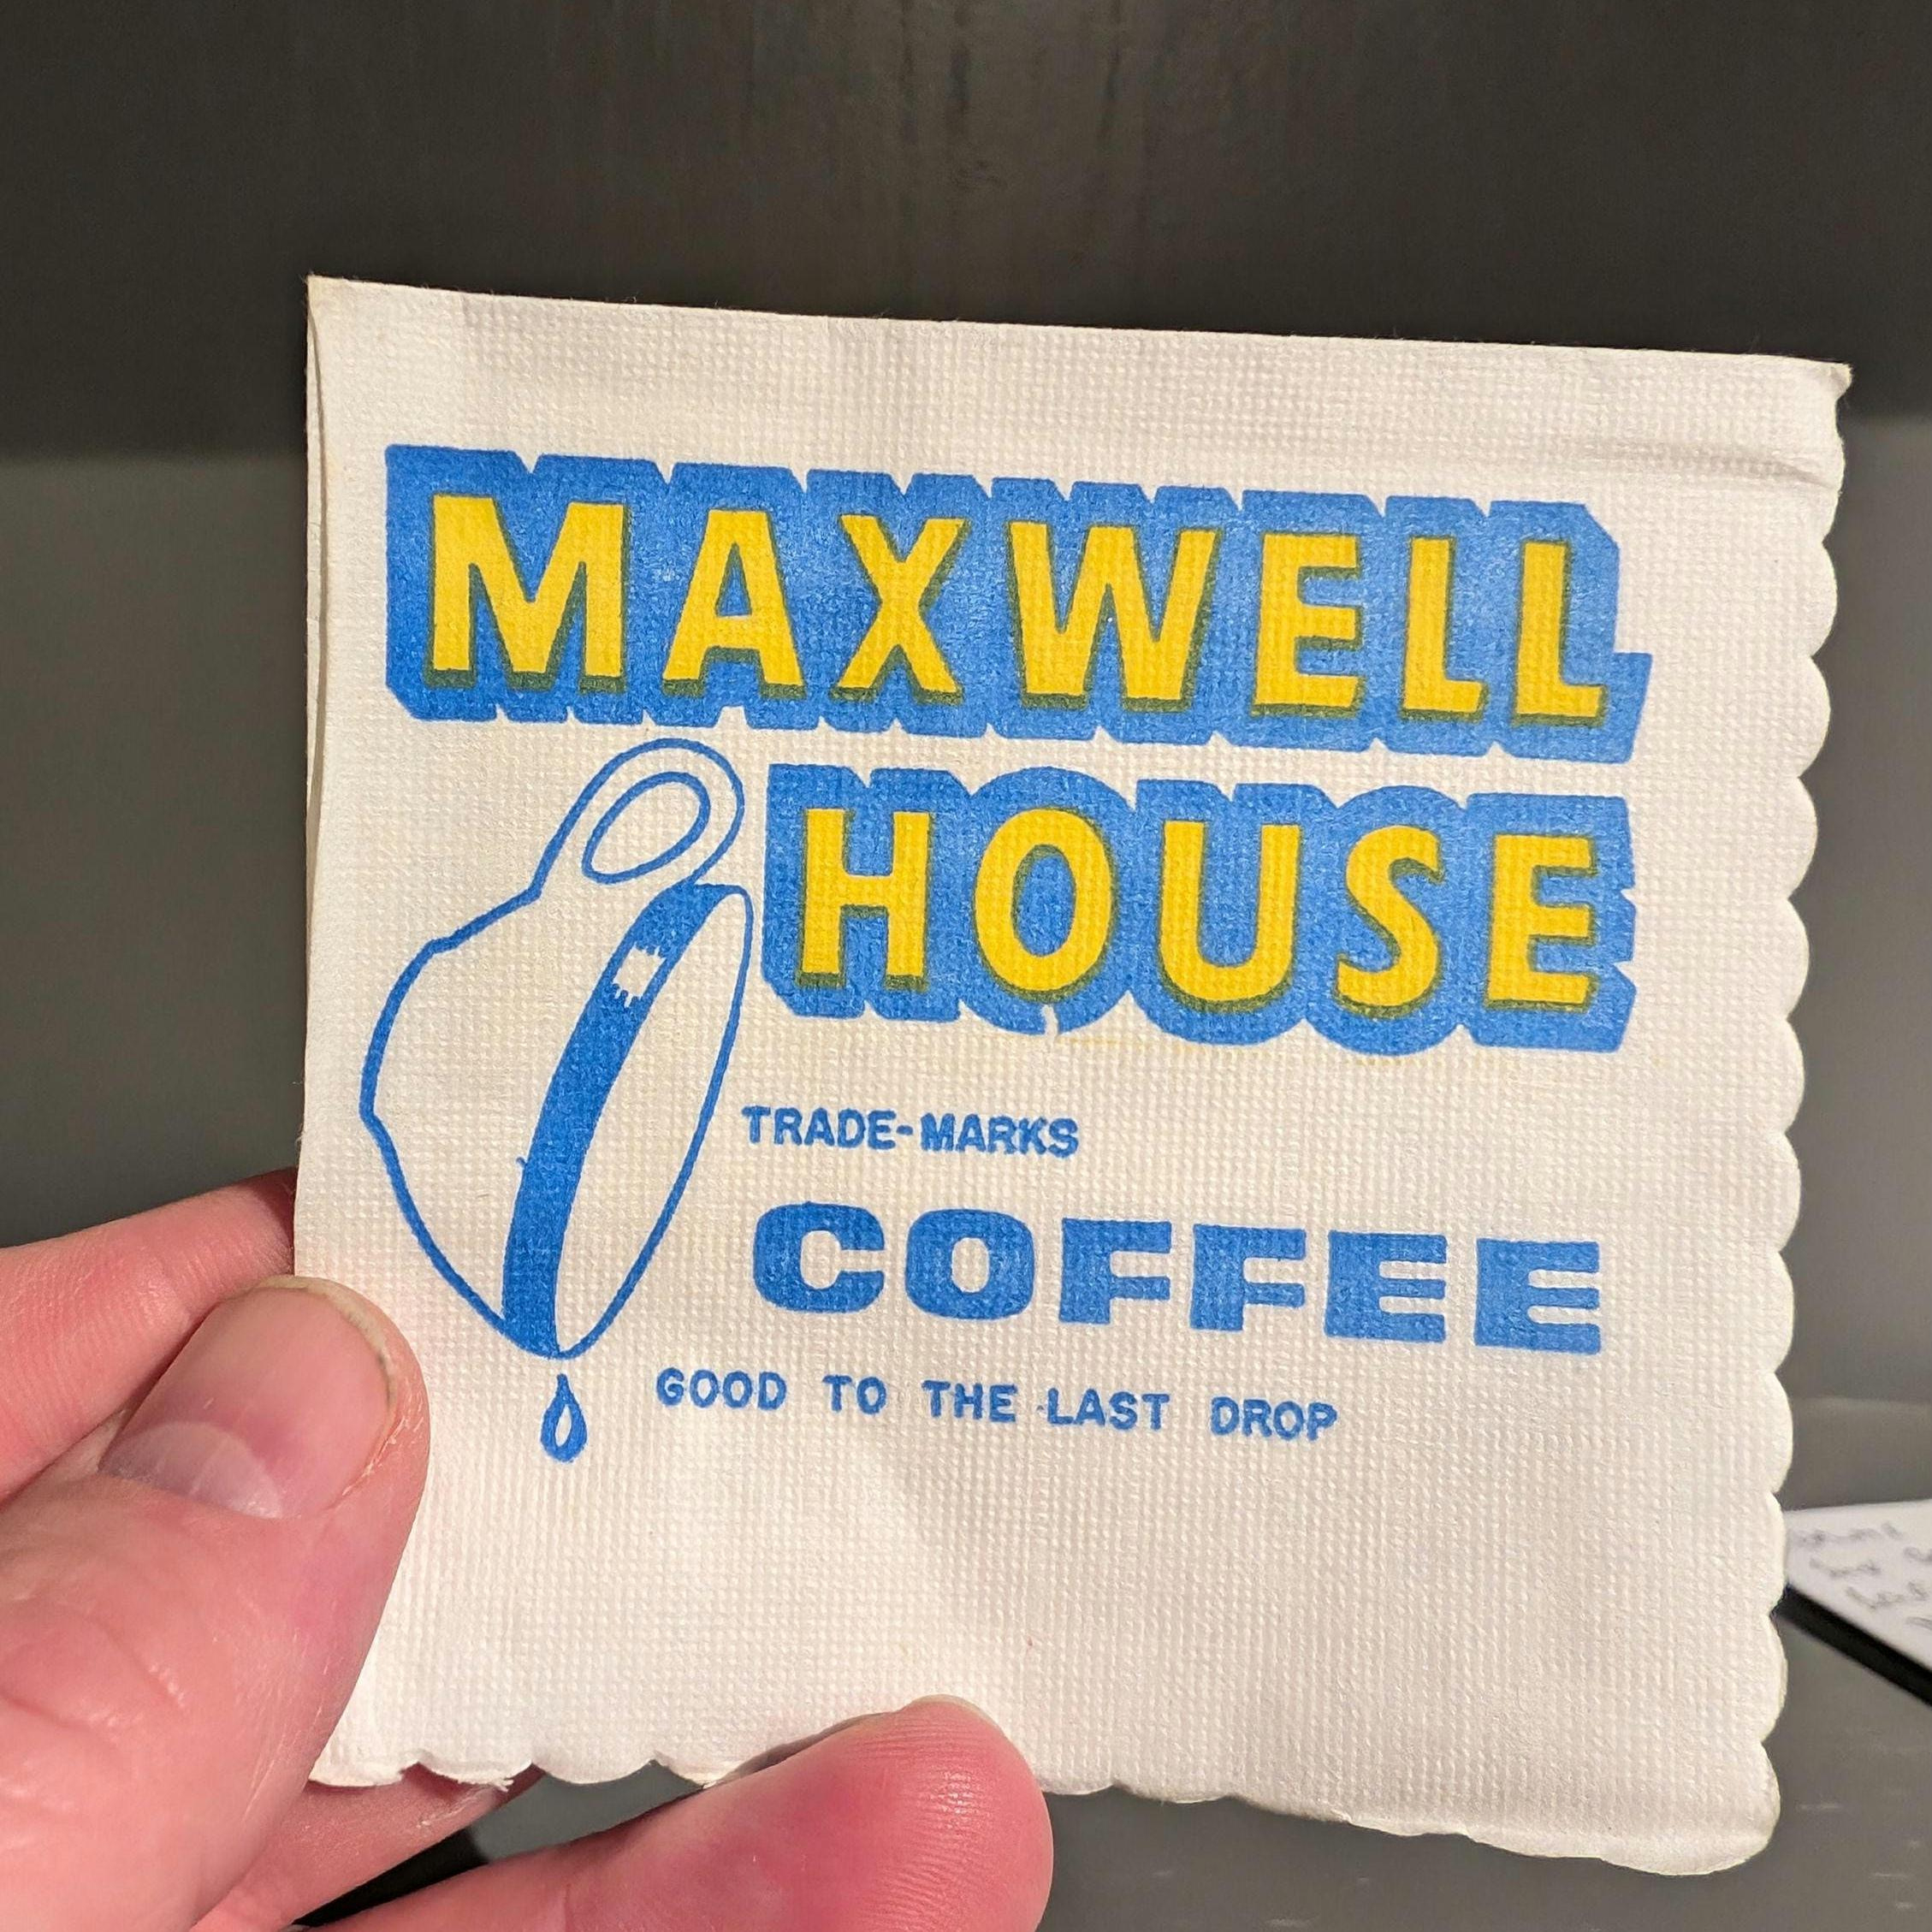 MAXWELL
HOUSE
TRADE-MARKS
COFFEE
GOOD TO THE LAST DROP